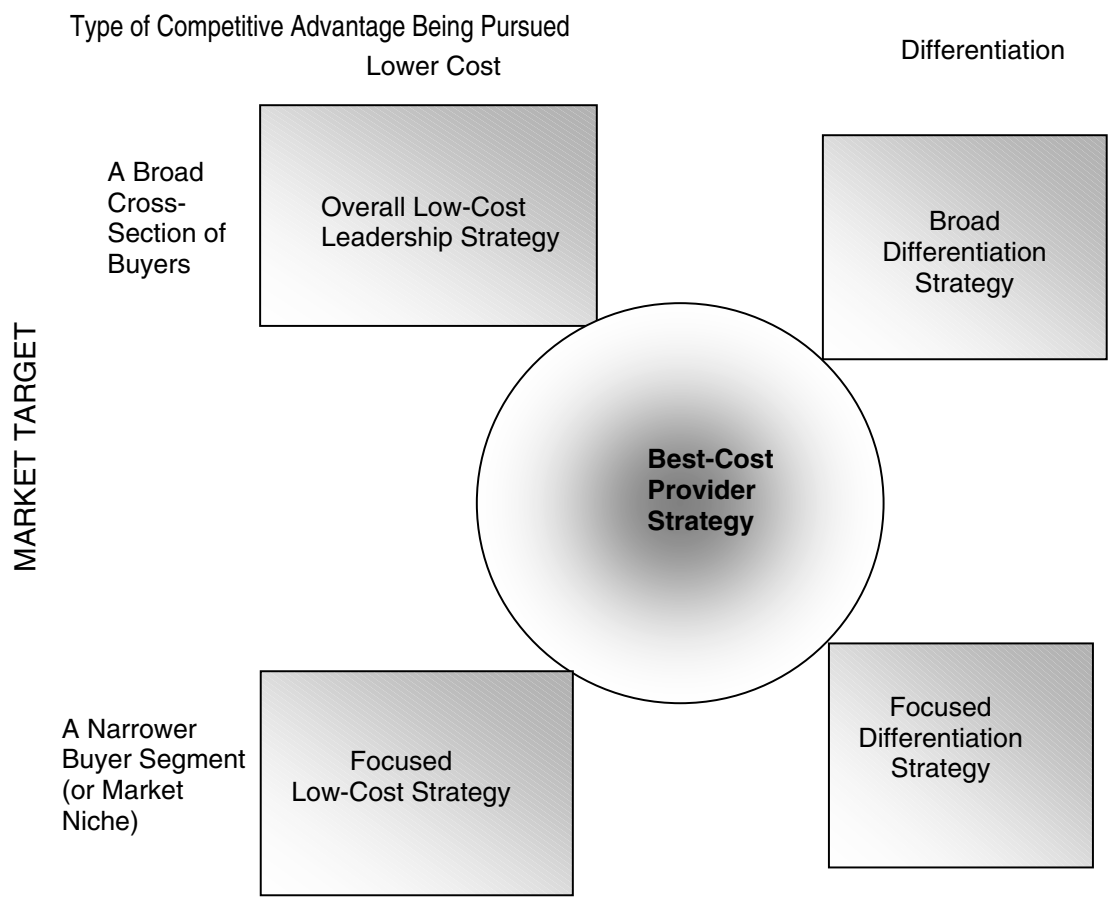 Type of Competitive Advantage Being Pursued
Lower Cost
Differentiation
A Broad
Cross-
Section of
Buyers
Overall Low-Cost
Leadership Strategy
Broad
Differentiation
Strategy
MARKET TARGET
Best-Cost
Provider
Strategy
A Narrower
Buyer Segment
(or Market
Niche)
Focused
Low-Cost Strategy
Focused
Differentiation
Strategy